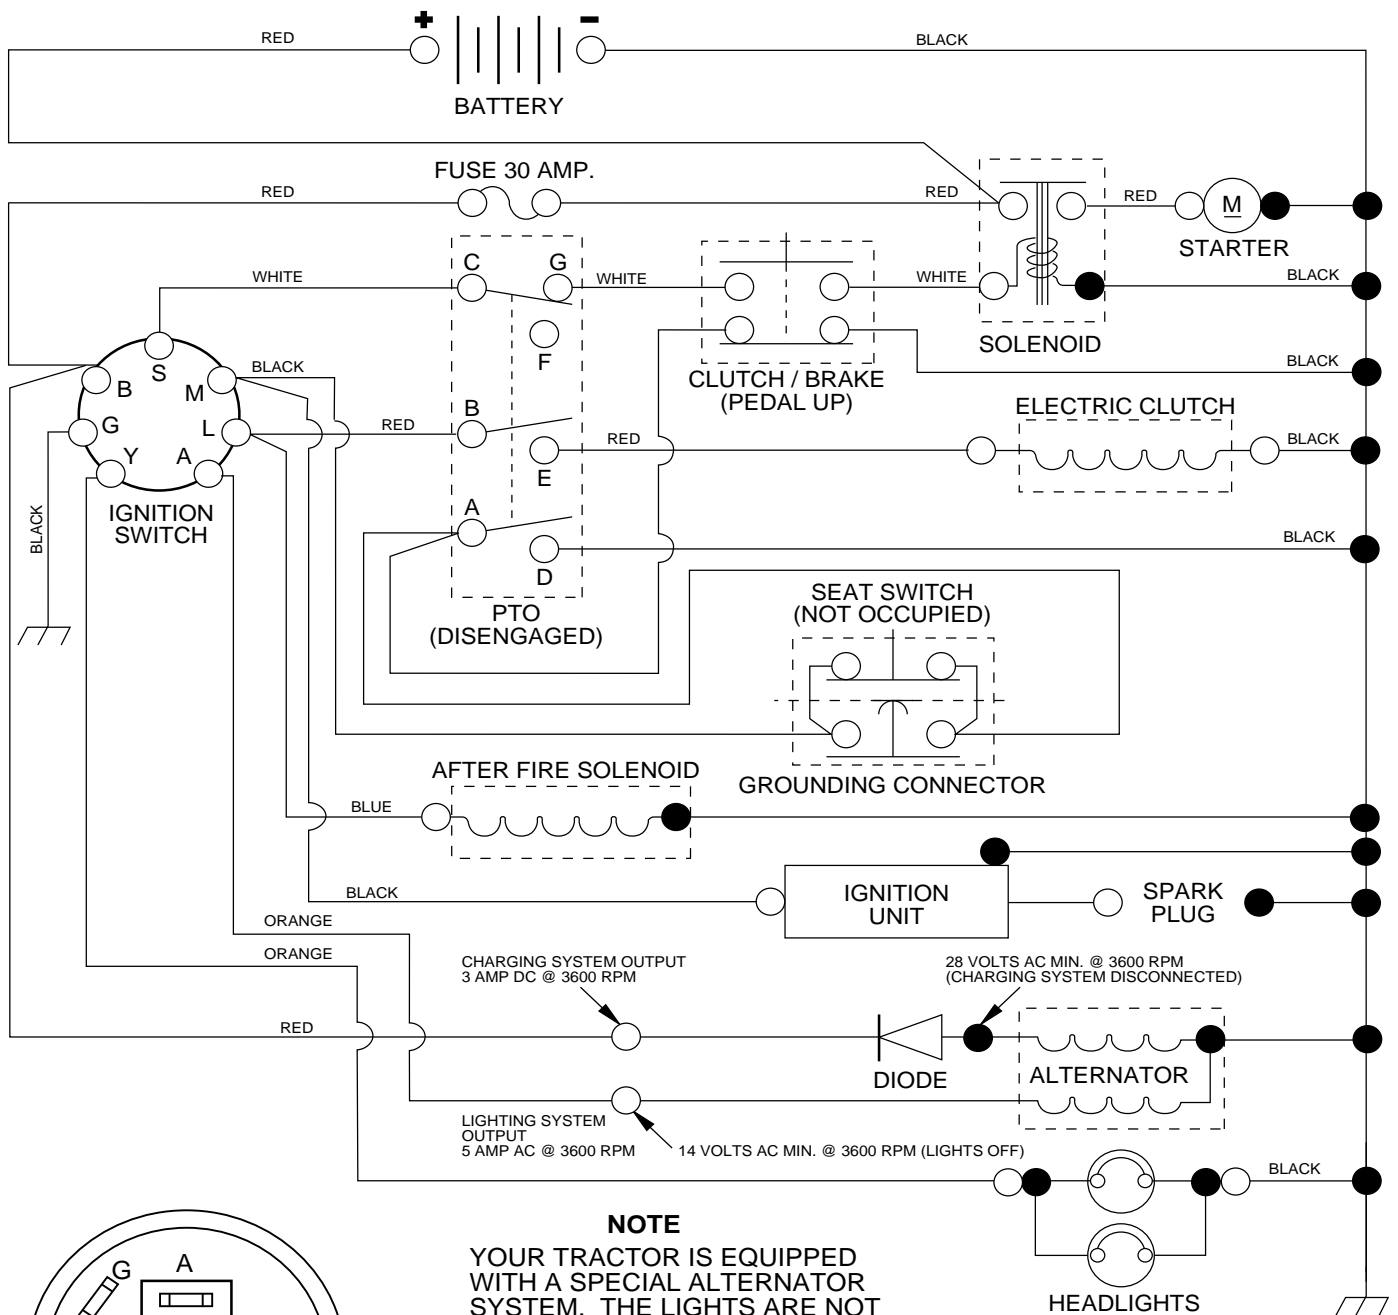 + -
RED
BLACK
BATTERY
FUSE 30 AMP.
RED
RED
RED
M
STARTER
C
G
WHITE
WHITE
WHITE
BLACK
SOLENOID
F
S
B
M
BLACK
CLUTCH / BRAKE
(PEDAL UP)
BLACK
G
L
Y
A
RED
B
RED
E
ELECTRIC CLUTCH
BLACK
IGNITION
SWITCH
BLACK
A
D
BLACK
PTO
(DISENGAGED)
SEAT SWITCH
(NOT OCCUPIED)
GROUNDING CONNECTOR
AFTER FIRE SOLENOID
BLUE
BLACK
IGNITION
UNIT
SPARK
PLUG
ORANGE
ORANGE
CHARGING SYSTEM OUTPUT
3 AMP DC @ 3600 RPM
28 VOLTS AC MIN. @ 3600 RPM
(CHARGING SYSTEM DISCONNECTED)
RED
DIODE
ALTERNATOR
LIGHTING SYSTEM
OUTPUT
5 AMP AC @ 3600 RPM
14 VOLTS AC MIN. @ 3600 RPM (LIGHTS OFF)
BLACK
HEADLIGHTS
G
A
NOTE
YOUR TRACTOR IS EQUIPPED
WITH A SPECIAL ALTERNATOR
SYSTEM. THE LIGHTS ARE NOT